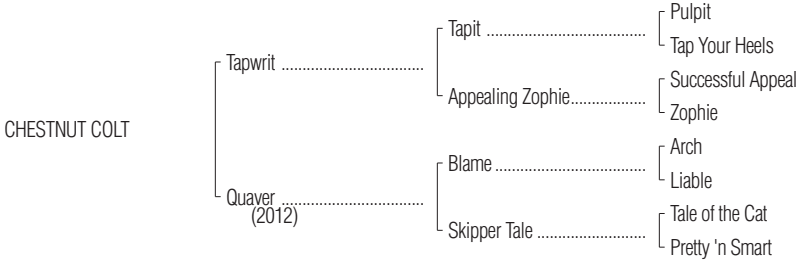 Pulpit
Tapit ....................................
Tap Your Heels
Tapwrit ................................
Successful Appeal
Appealing Zophie.................
Zophie
CHESTNUT COLT
Arch
Blame ..................................
Liable
Quaver ................................
(2012)
Tale of the Cat
Skipper Tale ........................
Pretty 'n Smart